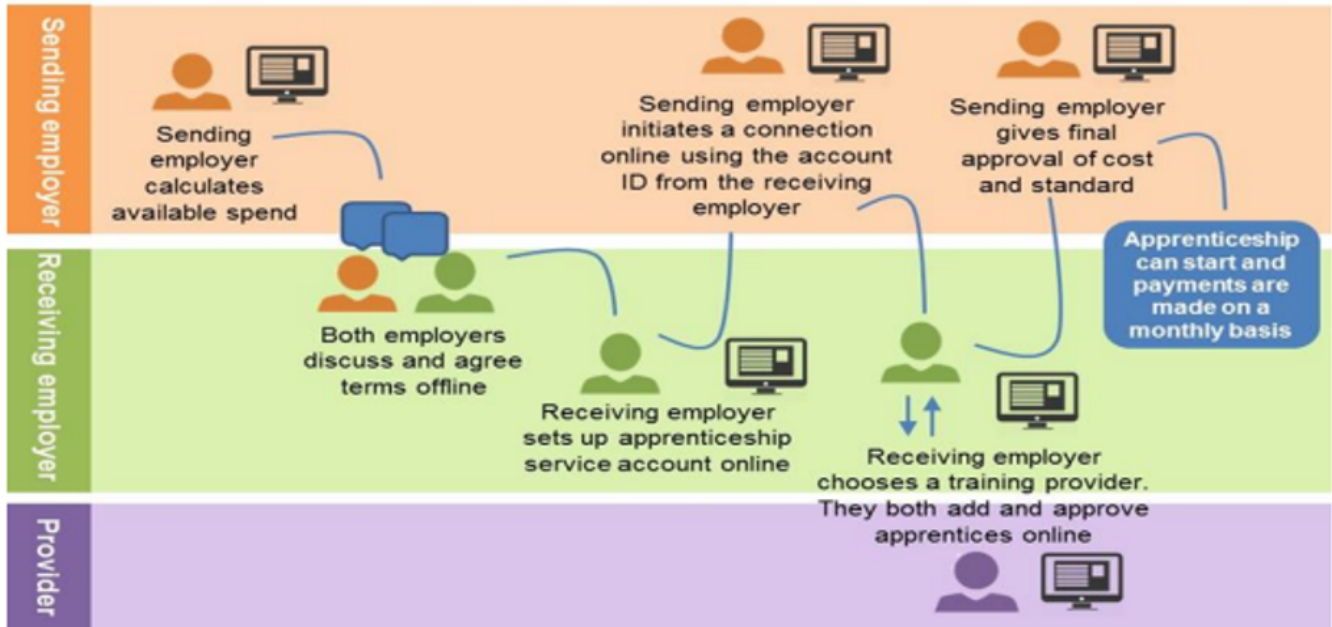 Sending employer
Sending
employer
calculates
available spend
Both employers
discuss and agree
terms offline
Receiving employer
sets up apprenticeship
service account online
Sending employer
initiates a connection
online using the account
ID from the receiving
employer
Receiving employer
chooses a training provider.
They both add and approve
apprentices online
Sending employer
gives final
approval of cost
and standard
Apprenticeship
can start and
payments are
made on a
monthly basis
Receiving employer
Provider